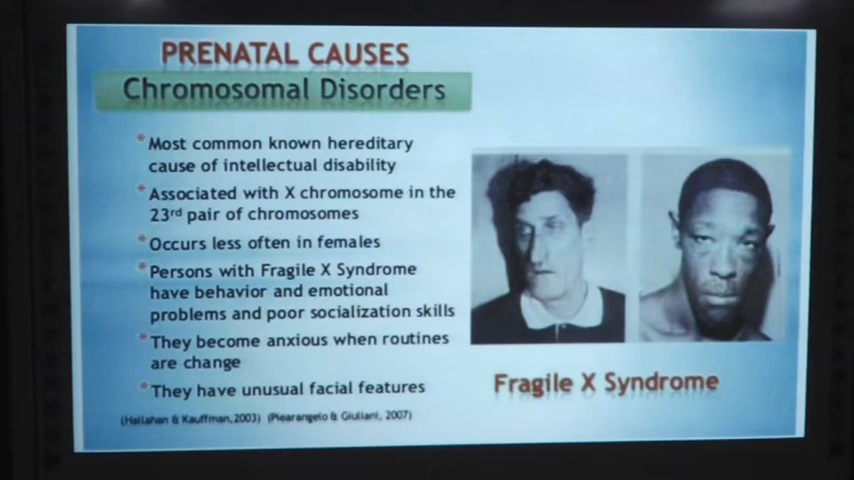 PRENATAL CAUSES
Chromosomal Disorders
* Most common known hereditary
cause of intellectual disability
* Associated with X chromosome in the
23rd pair of chromosomes
* Occurs less often in females
* Persons with Fragile X Syndrome
have behavior and emotional
problems and poor socialization skills
* They become anxious when routines
are change
* They have unusual facial features
(Hallahan & Kauffman,2003) (Piearangelo & Giuliani, 2007)
Fragile X Syndrome